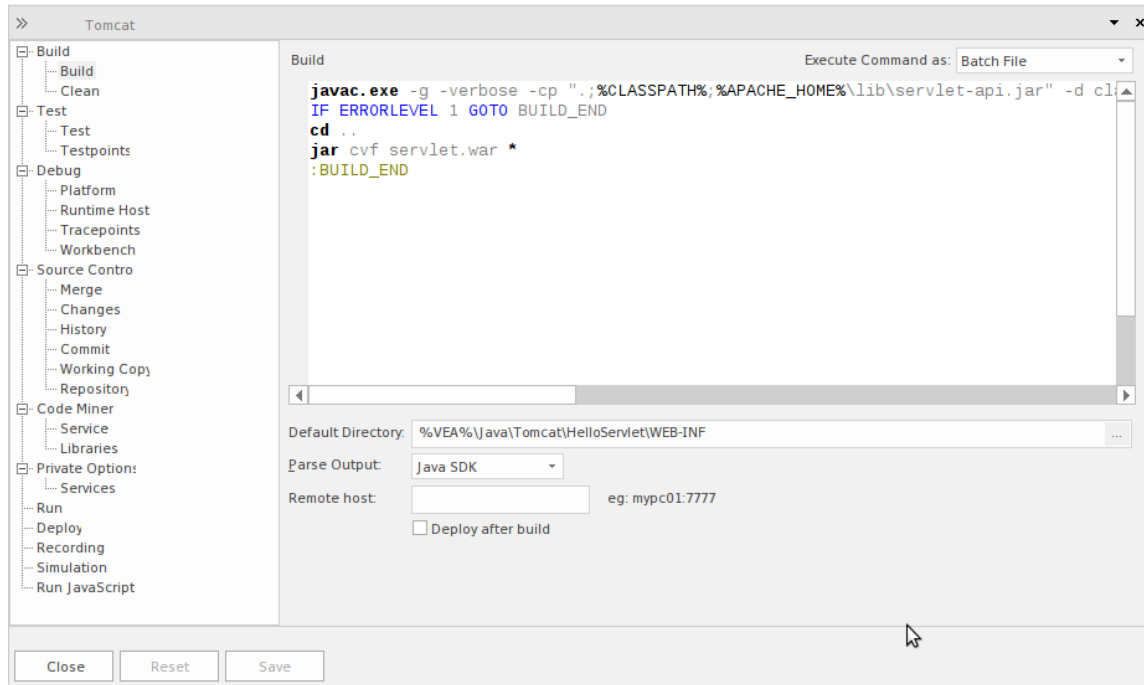 Tomcat
Build
Build
Clean
Test
Test
Testpoints
Debug
Platform
Runtime Host
Tracepoints
Workbench
Source Contro
Merge
Changes
History
Commit
Working Copy
Repository
Code Miner
Service
Libraries
Private Options
Services
Run
Deploy
Recording
Simulation
Run JavaScript
Build
Execute Command as: Batch File
javac.exe -g -verbose -cp ".;%CLASSPATH%;%APACHE_HOME%\lib\servlet-api.jar" -d cl
IF ERRORLEVEL 1 GOTO BUILD_END
cd ..
jar cvf servlet.war *
:BUILD_END
Default Directory: %VEA%\Java\Tomcat\HelloServlet\WEB-INF ...
Parse Output: Java SDK
Remote host: eg: mypc01:7777
Deploy after build
Close Reset Save